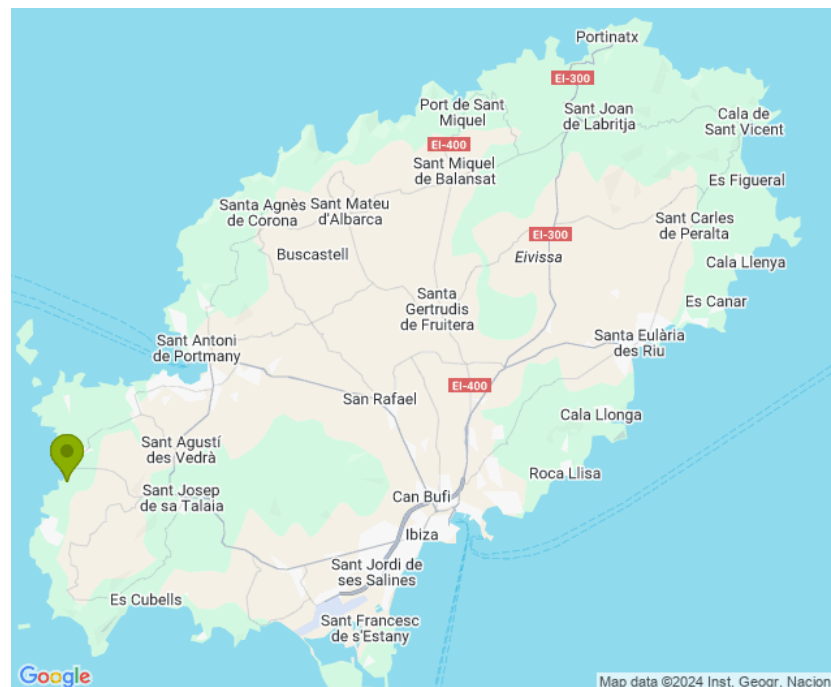 Portinatx
EI-300
Port de Sant
Miquel
Sant Joan
de Labritja
Cala de
Sant Vicent
EI-400
Sant Miquel
de Balansat
Es Figueral
Santa Agnès
de Corona
Sant Mateu
d'Albarca
Sant Carles
de Peralta
EI-300
Buscastell
Eivissa
Cala Llenya
Santa
Gertrudis
de Fruitera
Es Canar
Sant Antoni
de Portmany
Santa Eulària
des Riu
EI-400
San Rafael
Cala Llonga
Sant Agustí
des Vedrà
Roca Llisa
Sant Josep
de sa Talaia
Can Bufi
Ibiza
Sant Jordi de
ses Salines
Es Cubells
Sant Francesc
de s'Estany
Google
Map data ©2024 Inst. Geogr. Nacion